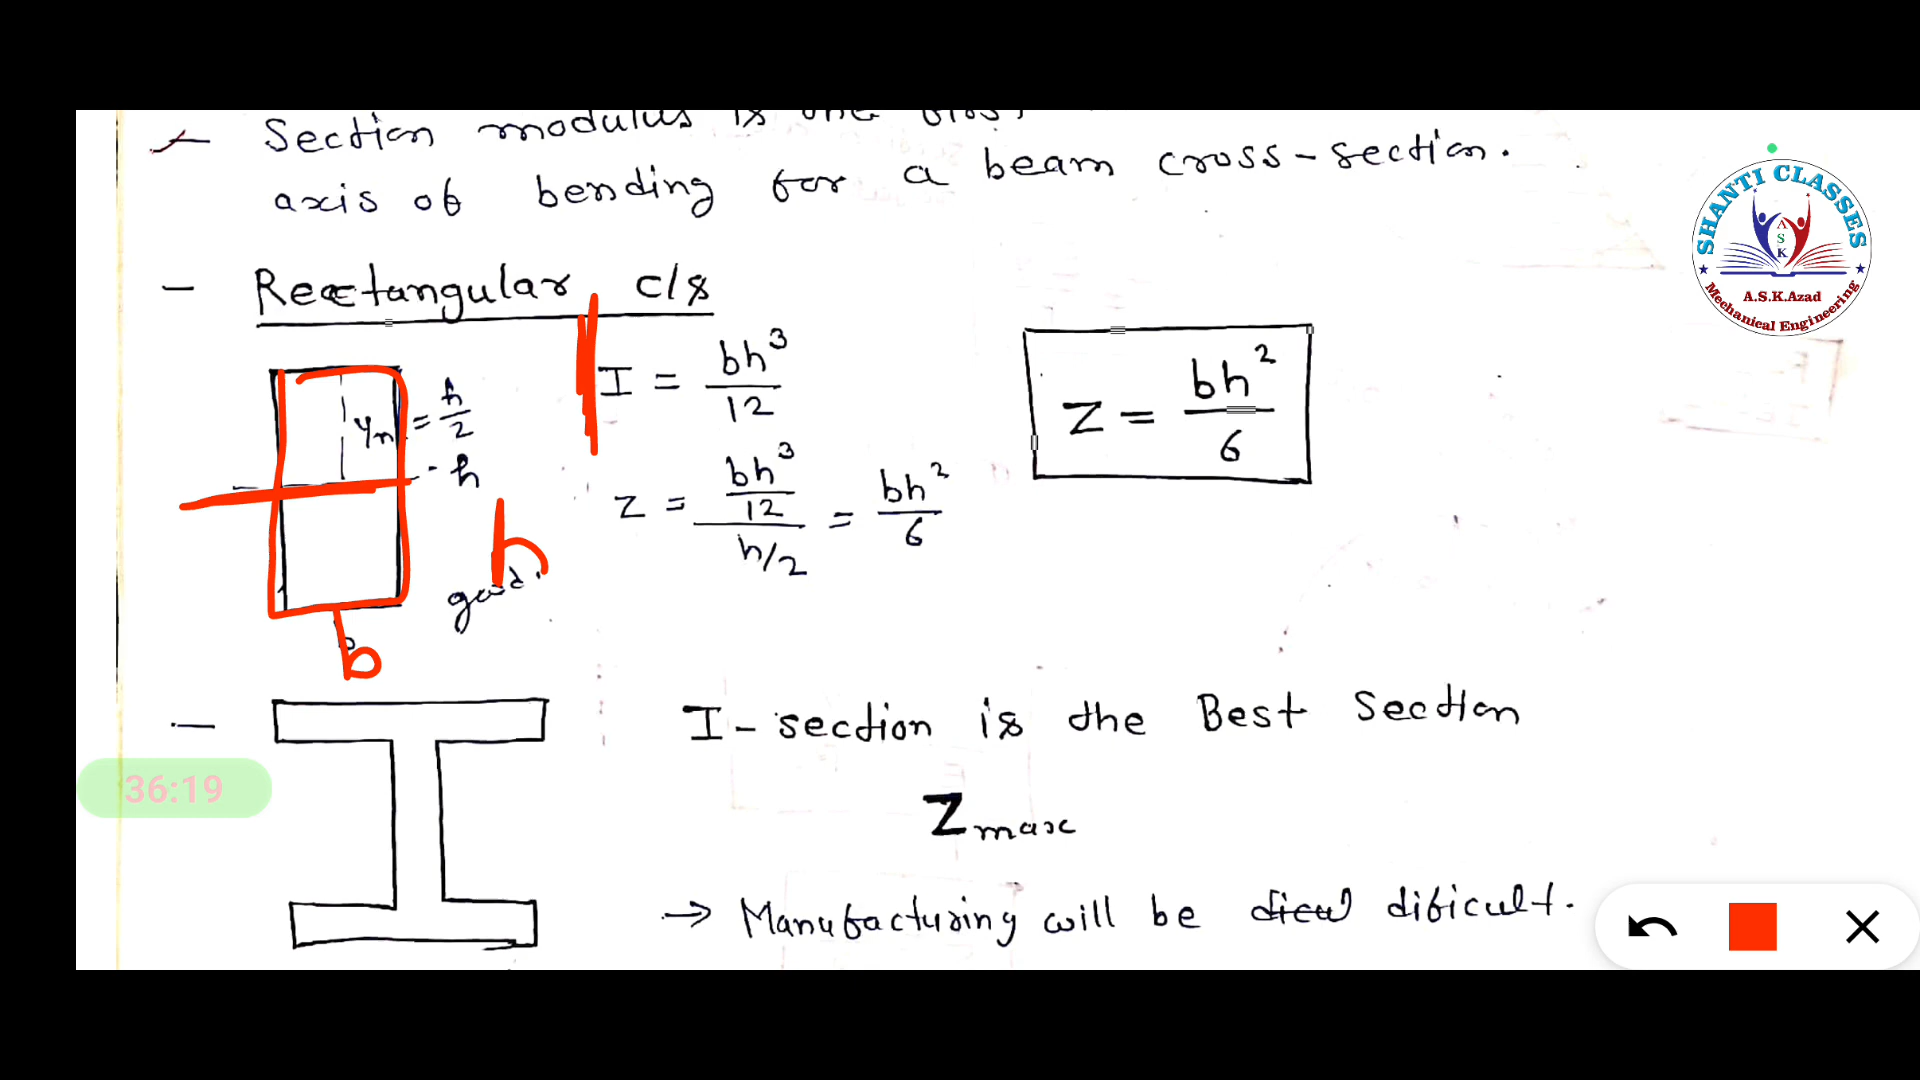 Section modulus is the
axis of bending for a beam cross-section.
- Rectangular c/s
I = bh³/12
yₘ = h/2
h
Z = (bh³/12)/(h/2) = bh²/6
Z = bh²/6
h
good.
b
b
- I-section is the Best Section
Zmax
→ Manufacturing will be dificult.
36:19
SHANTI CLASSES
A
S
K
A.S.K.Azad
Mechanical Engineering